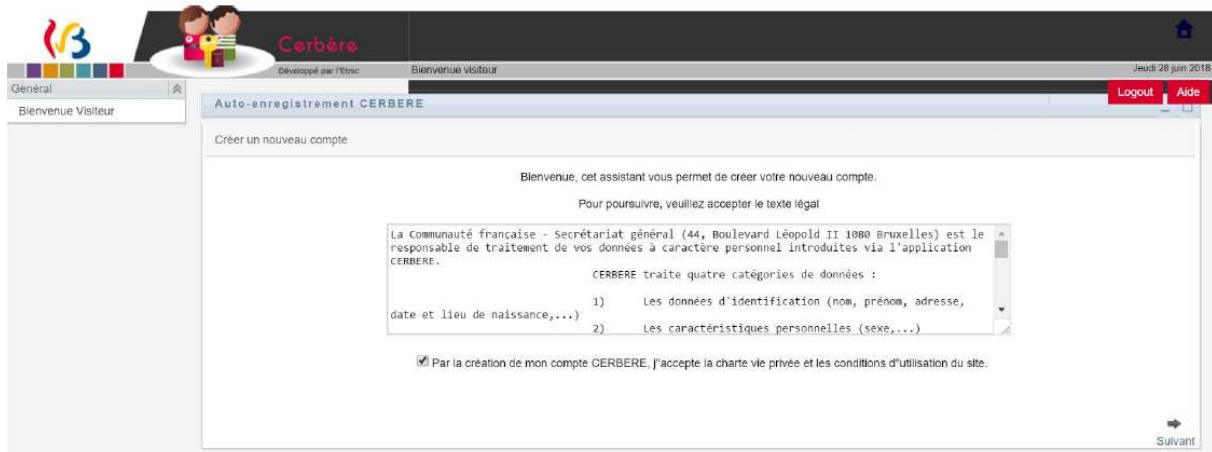 Cerbère
Développé par l'Etnic
Bienvenue visiteur
Jeudi 28 juin 2018
Logout
Aide
Général
Bienvenue Visiteur
Auto-enregistrement CERBERE
Créer un nouveau compte
Bienvenue, cet assistant vous permet de créer votre nouveau compte.
Pour poursuivre, veuillez accepter le texte légal
La Communauté française - Secrétariat général (44, Boulevard Léopold II 1080 Bruxelles) est le
responsable de traitement de vos données à caractère personnel introduites via l'application
CERBERE.
CERBERE traite quatre catégories de données :
1) Les données d'identification (nom, prénom, adresse,
date et lieu de naissance,...)
2) Les caractéristiques personnelles (sexe,...)
Par la création de mon compte CERBERE, j''accepte la charte vie privée et les conditions d''utilisation du site.
Suivant